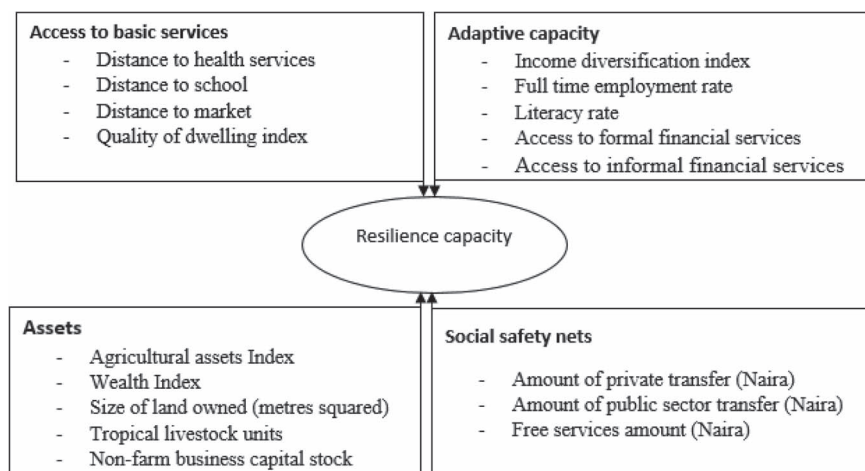 Access to basic services
- Distance to health services
- Distance to school
- Distance to market
- Quality of dwelling index
Adaptive capacity
- Income diversification index
- Full time employment rate
- Literacy rate
- Access to formal financial services
- Access to informal financial services
Resilience capacity
Assets
- Agricultural assets Index
- Wealth Index
- Size of land owned (metres squared)
- Tropical livestock units
- Non-farm business capital stock
Social safety nets
- Amount of private transfer (Naira)
- Amount of public sector transfer (Naira)
- Free services amount (Naira)